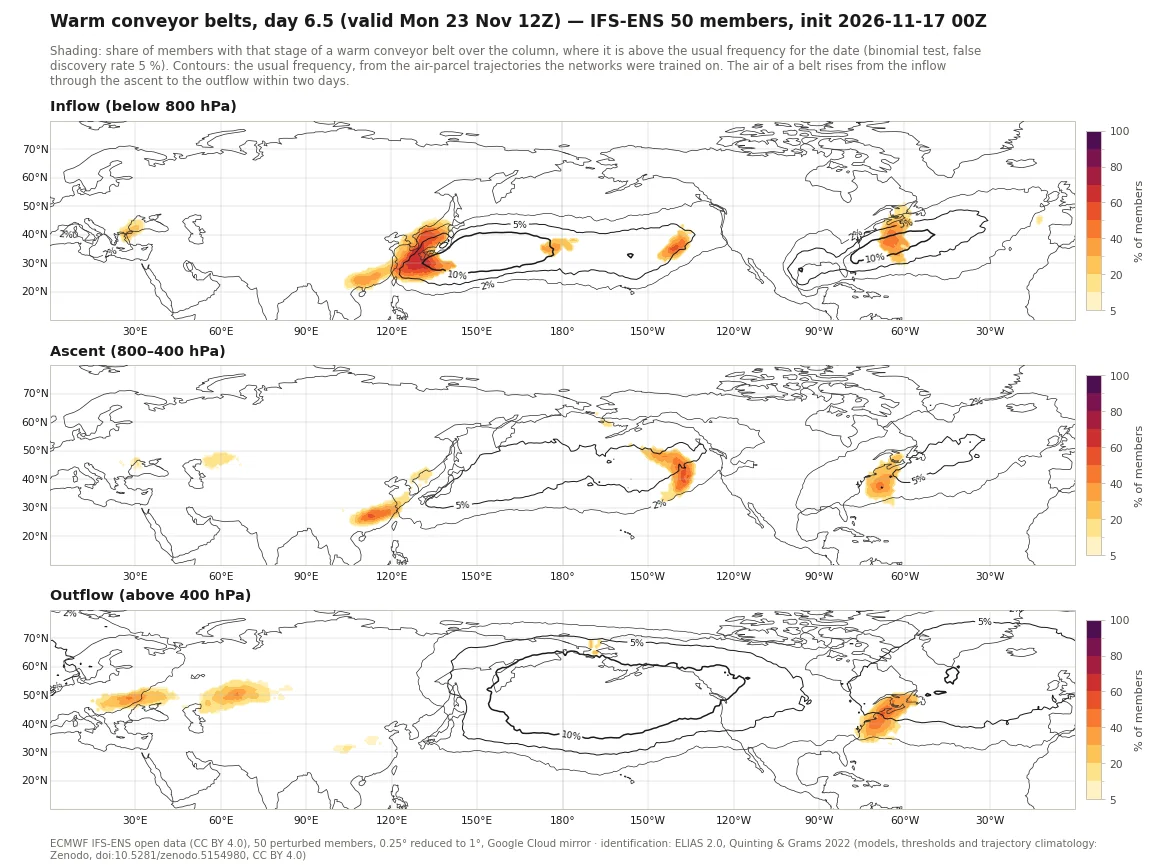 Warm conveyor belts, day 6.5 (valid Mon 23 Nov 12Z) — IFS-ENS 50 members, init 2026-11-17 00Z
Shading: share of members with that stage of a warm conveyor belt over the column, where it is above the usual frequency for the date (binomial test, false
discovery rate 5 %). Contours: the usual frequency, from the air-parcel trajectories the networks were trained on. The air of a belt rises from the inflow
through the ascent to the outflow within two days.
Inflow (below 800 hPa)
70°N
60°N
50°N
40°N
30°N
20°N
2%
2%
5%
10%
2%
2%
5%
10%
30°E 60°E 90°E 120°E 150°E 180° 150°W 120°W 90°W 60°W 30°W
100
80
60
40
20
5
% of members
Ascent (800–400 hPa)
70°N
60°N
50°N
40°N
30°N
20°N
2%
5%
2%
5%
30°E 60°E 90°E 120°E 150°E 180° 150°W 120°W 90°W 60°W 30°W
100
80
60
40
20
5
% of members
Outflow (above 400 hPa)
70°N
60°N
50°N
40°N
30°N
20°N
2%
5%
5%
10%
30°E 60°E 90°E 120°E 150°E 180° 150°W 120°W 90°W 60°W 30°W
100
80
60
40
20
5
% of members
ECMWF IFS-ENS open data (CC BY 4.0), 50 perturbed members, 0.25° reduced to 1°, Google Cloud mirror · identification: ELIAS 2.0, Quinting & Grams 2022 (models, thresholds and trajectory climatology:
Zenodo, doi:10.5281/zenodo.5154980, CC BY 4.0)